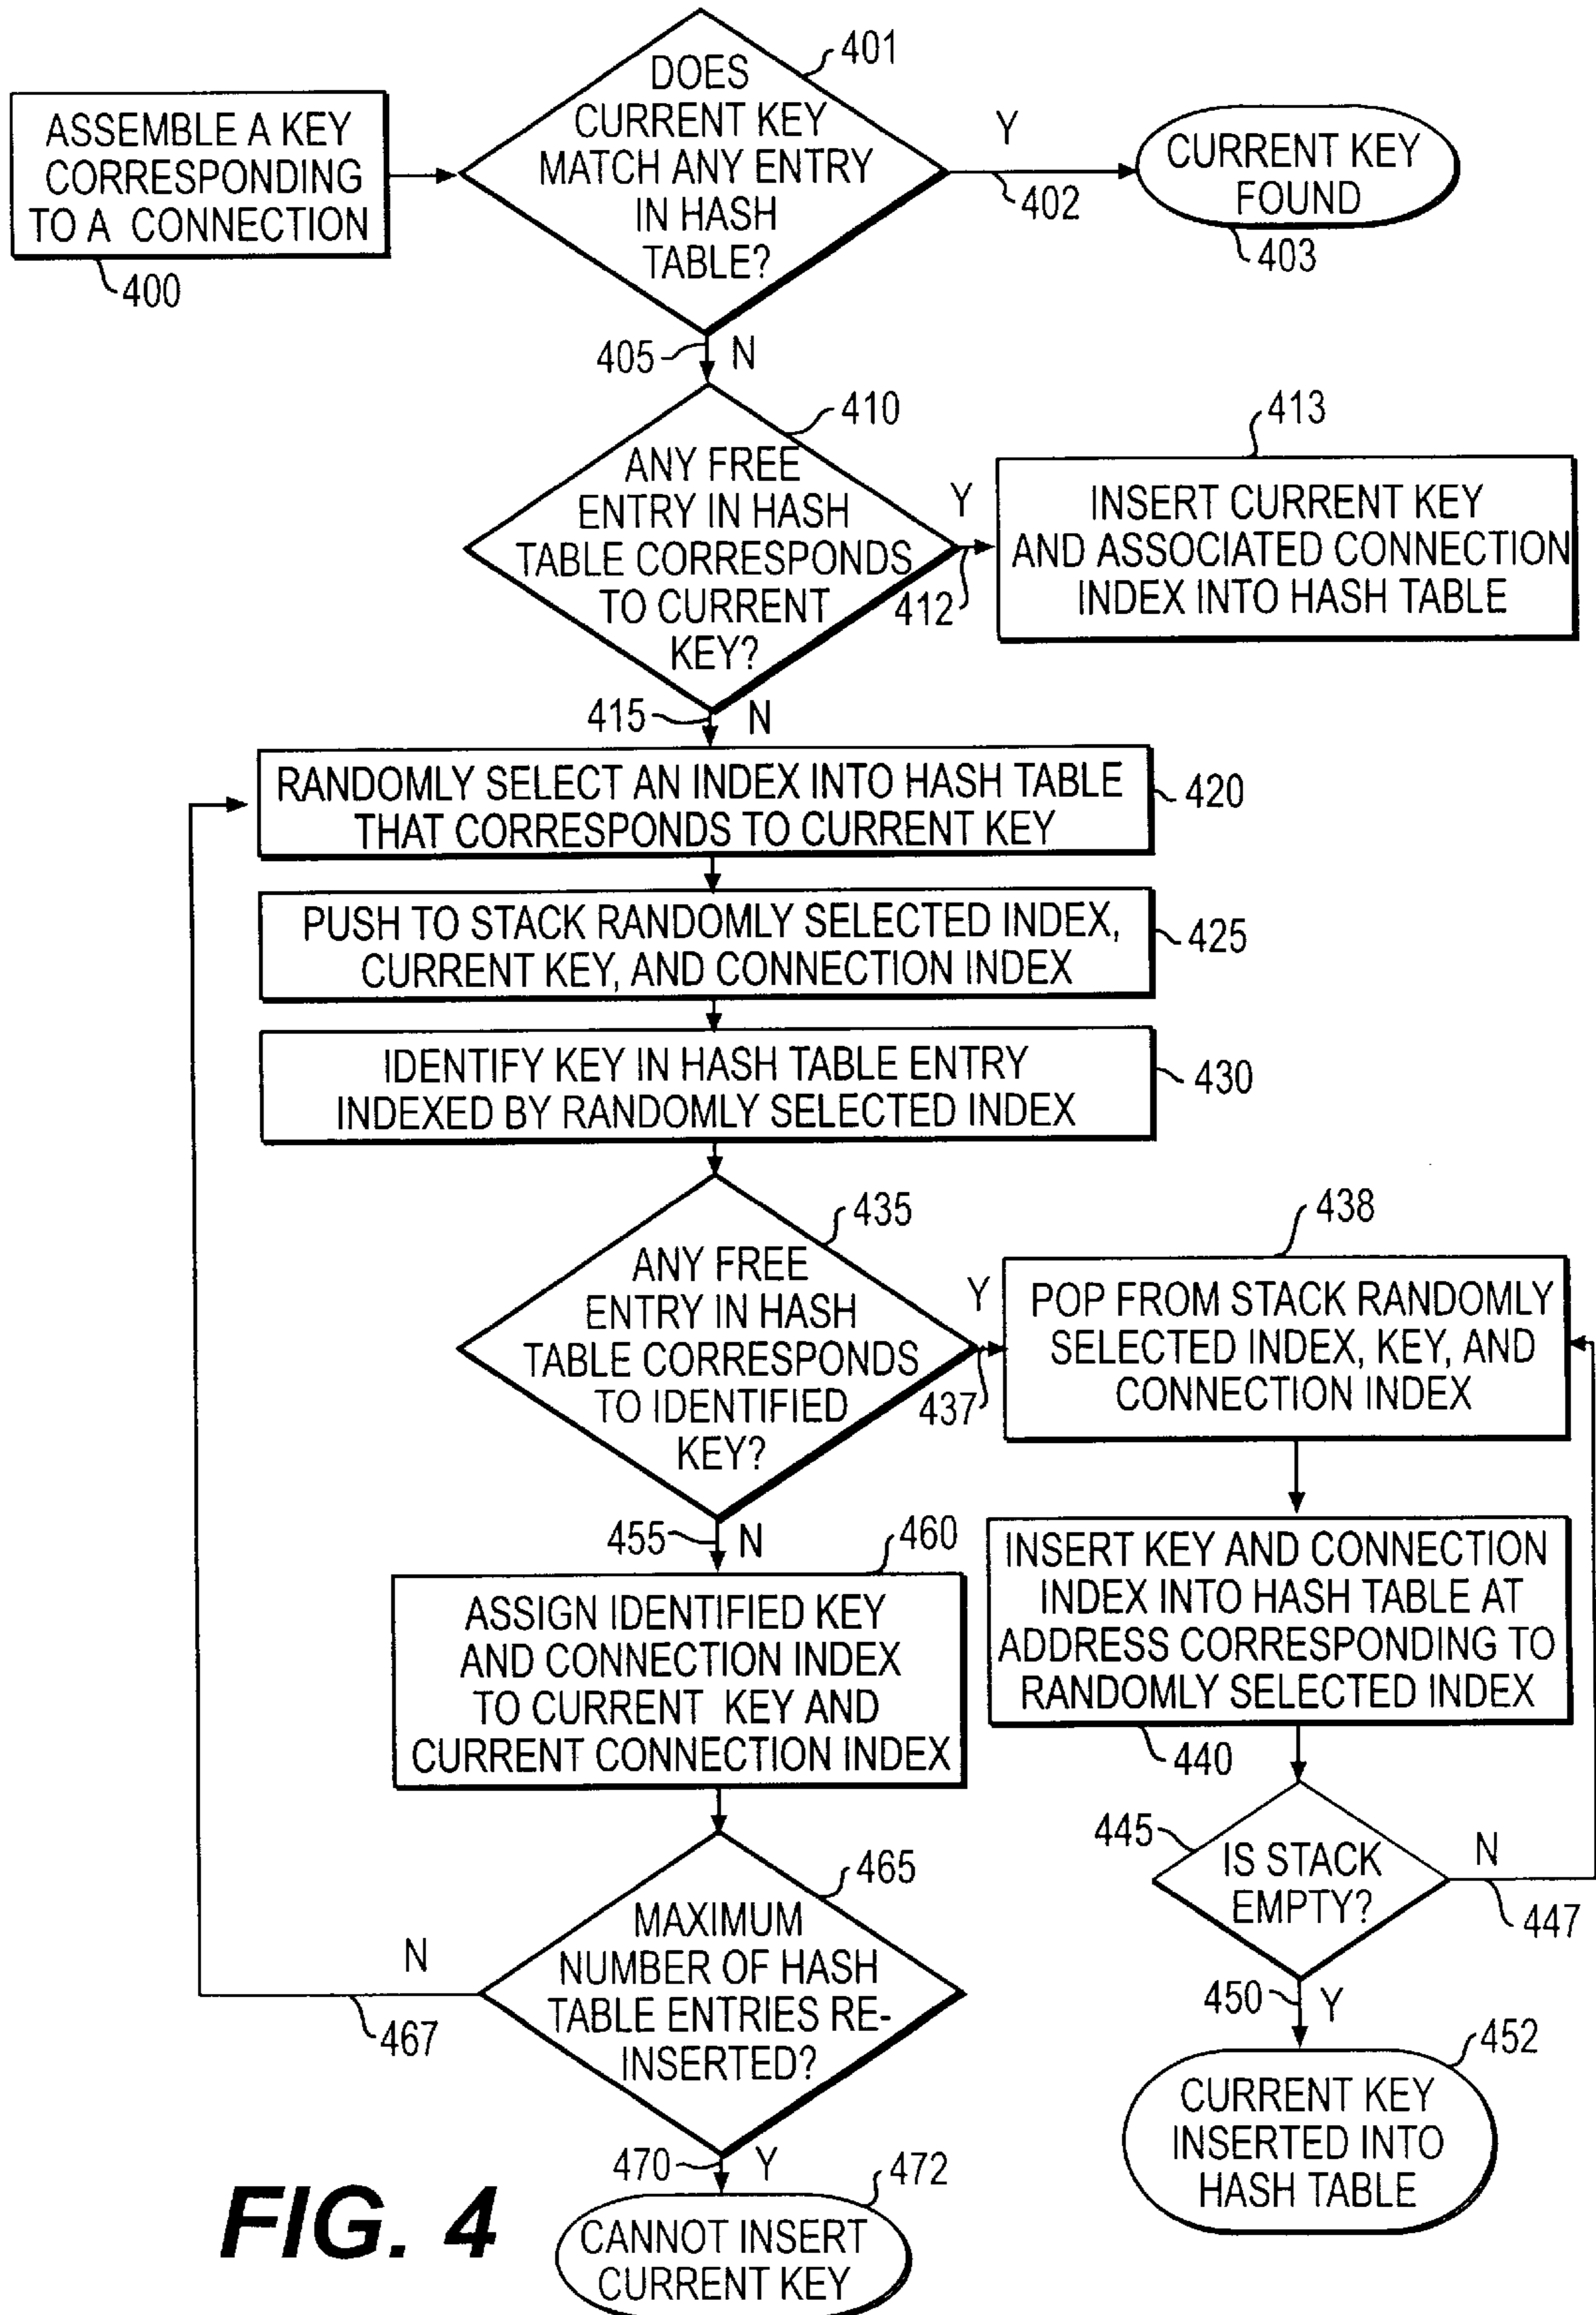 ASSEMBLE A KEY
CORRESPONDING
TO A CONNECTION
400
DOES
CURRENT KEY
MATCH ANY ENTRY
IN HASH
TABLE?
401
Y
402
CURRENT KEY
FOUND
403
405
N
410
ANY FREE
ENTRY IN HASH
TABLE CORRESPONDS
TO CURRENT
KEY?
Y
412
413
INSERT CURRENT KEY
AND ASSOCIATED CONNECTION
INDEX INTO HASH TABLE
415
N
RANDOMLY SELECT AN INDEX INTO HASH TABLE
THAT CORRESPONDS TO CURRENT KEY
420
PUSH TO STACK RANDOMLY SELECTED INDEX,
CURRENT KEY, AND CONNECTION INDEX
425
IDENTIFY KEY IN HASH TABLE ENTRY
INDEXED BY RANDOMLY SELECTED INDEX
430
435
ANY FREE
ENTRY IN HASH
TABLE CORRESPONDS
TO IDENTIFIED
KEY?
Y
437
438
POP FROM STACK RANDOMLY
SELECTED INDEX, KEY, AND
CONNECTION INDEX
INSERT KEY AND CONNECTION
INDEX INTO HASH TABLE AT
ADDRESS CORRESPONDING TO
RANDOMLY SELECTED INDEX
440
445
IS STACK
EMPTY?
N
447
450
Y
452
CURRENT KEY
INSERTED INTO
HASH TABLE
455
N
460
ASSIGN IDENTIFIED KEY
AND CONNECTION INDEX
TO CURRENT KEY AND
CURRENT CONNECTION INDEX
465
MAXIMUM
NUMBER OF HASH
TABLE ENTRIES RE-
INSERTED?
N
467
470
Y
472
CANNOT INSERT
CURRENT KEY
FIG. 4